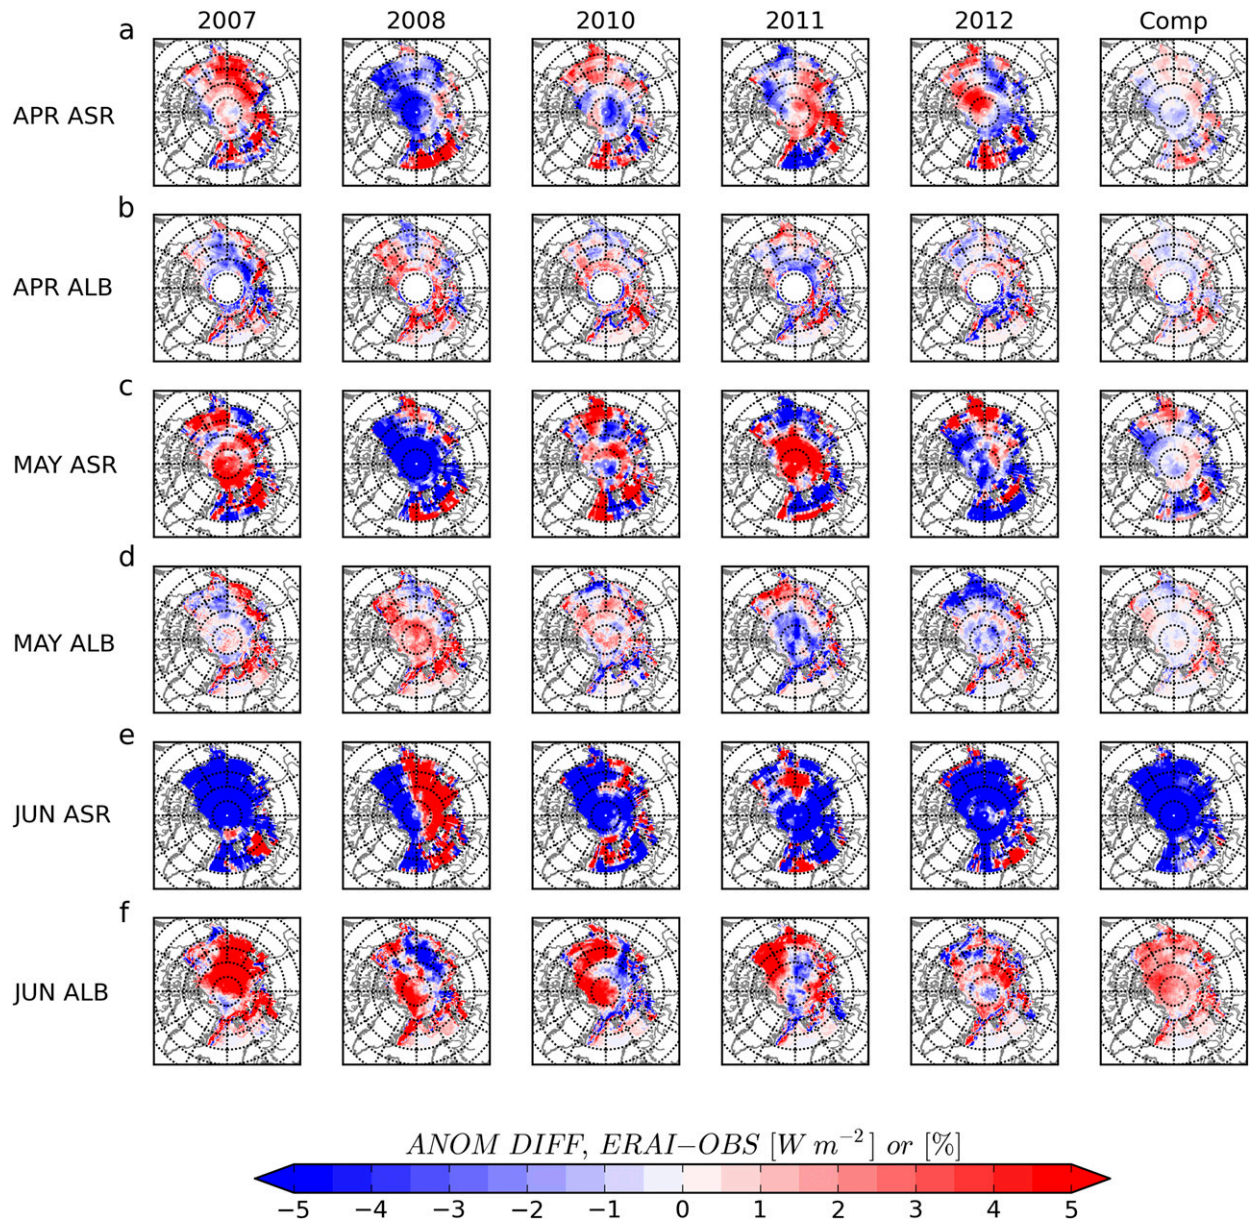 2007 2008 2010 2011 2012 Comp
a
APR ASR
b
APR ALB
c
MAY ASR
d
MAY ALB
e
JUN ASR
f
JUN ALB
ANOM DIFF, ERAI−OBS [W m⁻²] or [%]
−5 −4 −3 −2 −1 0 1 2 3 4 5